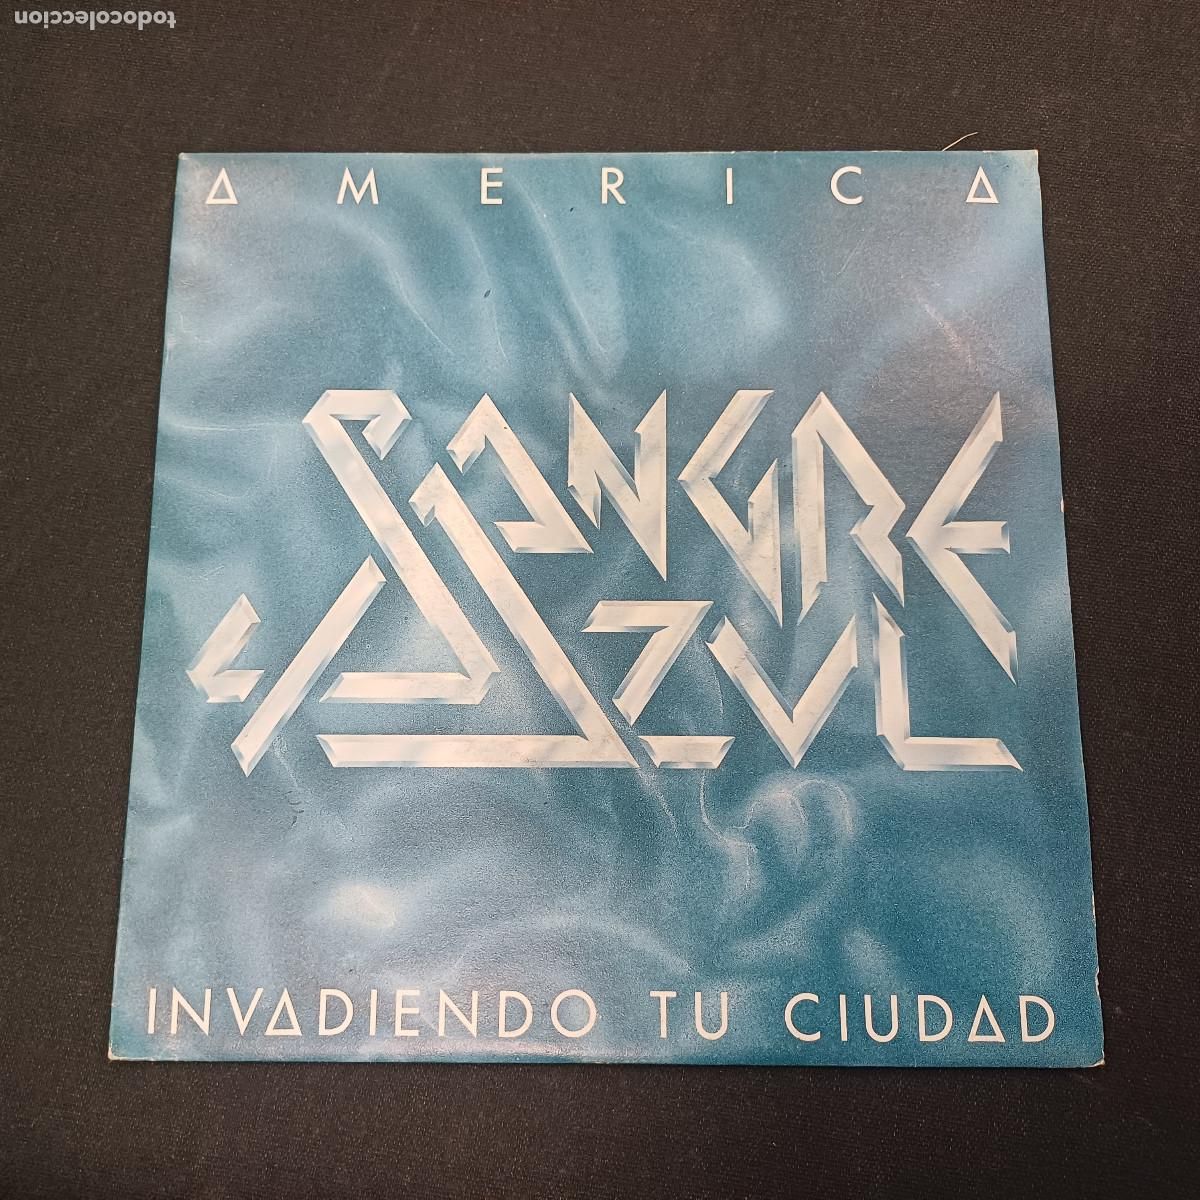 todocoleccion
AMERICA
SANGRE
AZUL
INVADIENDO TU CIUDAD